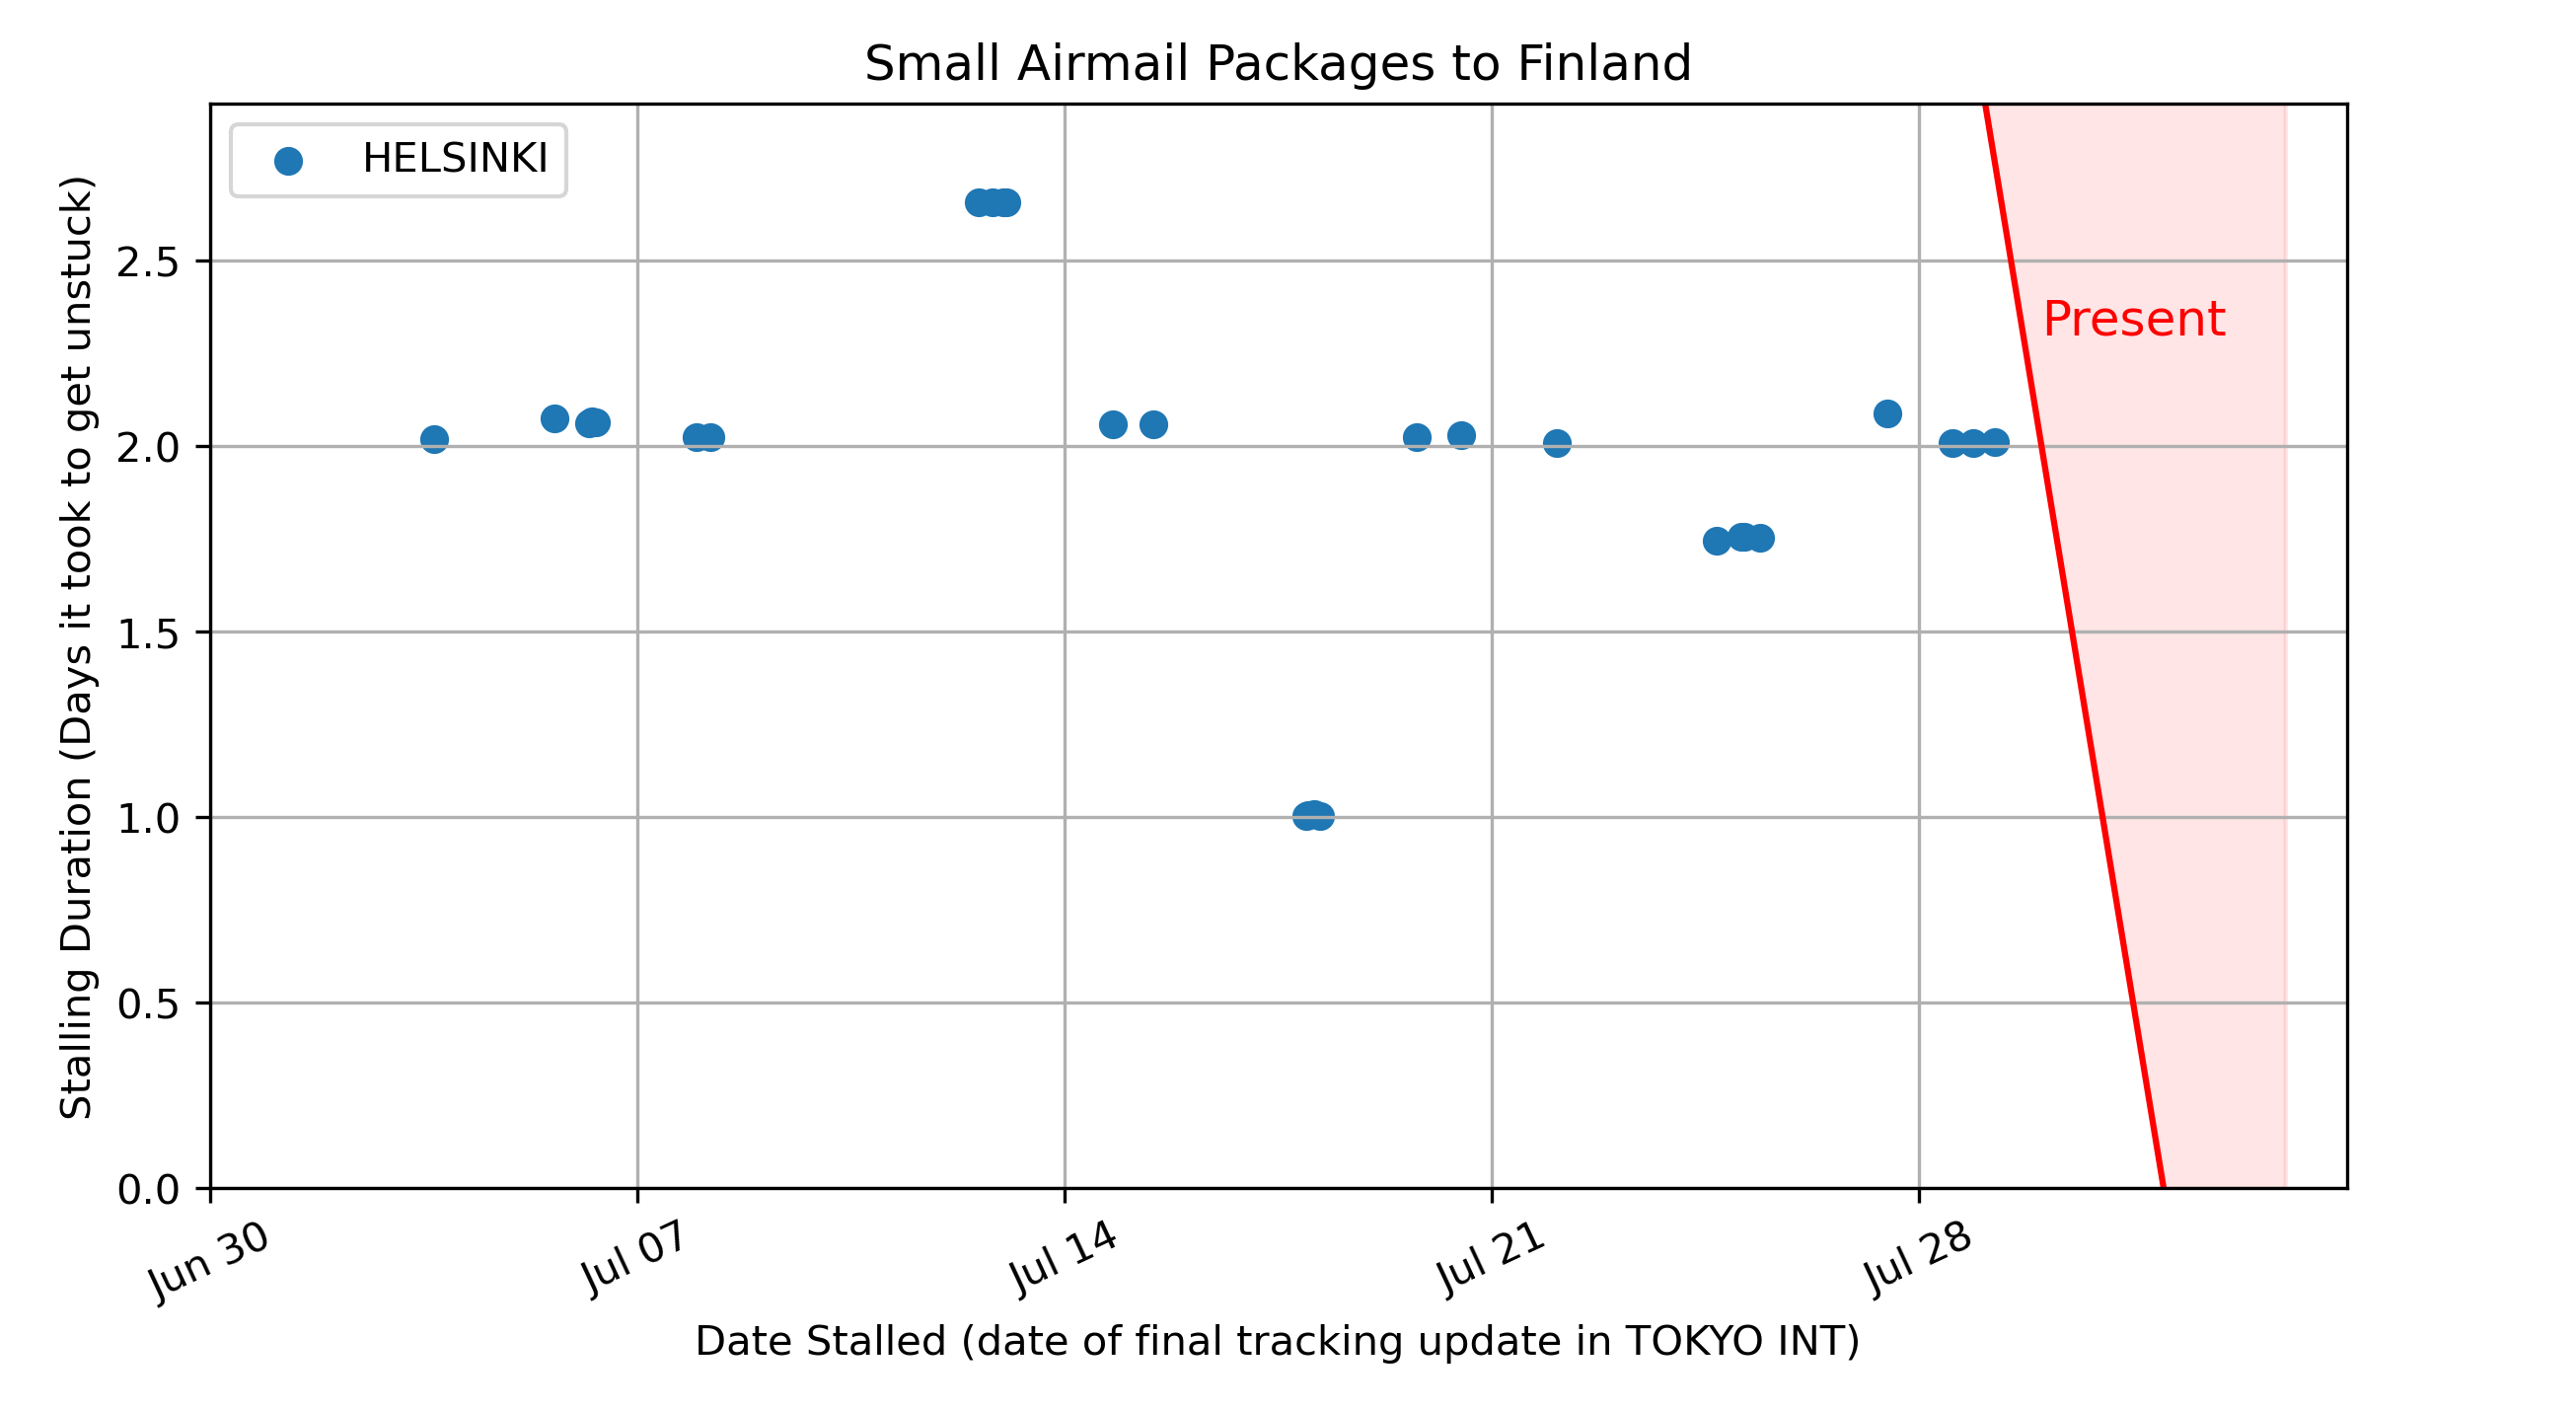 Small Airmail Packages to Finland
HELSINKI
Present
Stalling Duration (Days it took to get unstuck)
2.5
2.0
1.5
1.0
0.5
0.0
Jun 30
Jul 07
Jul 14
Jul 21
Jul 28
Date Stalled (date of final tracking update in TOKYO INT)